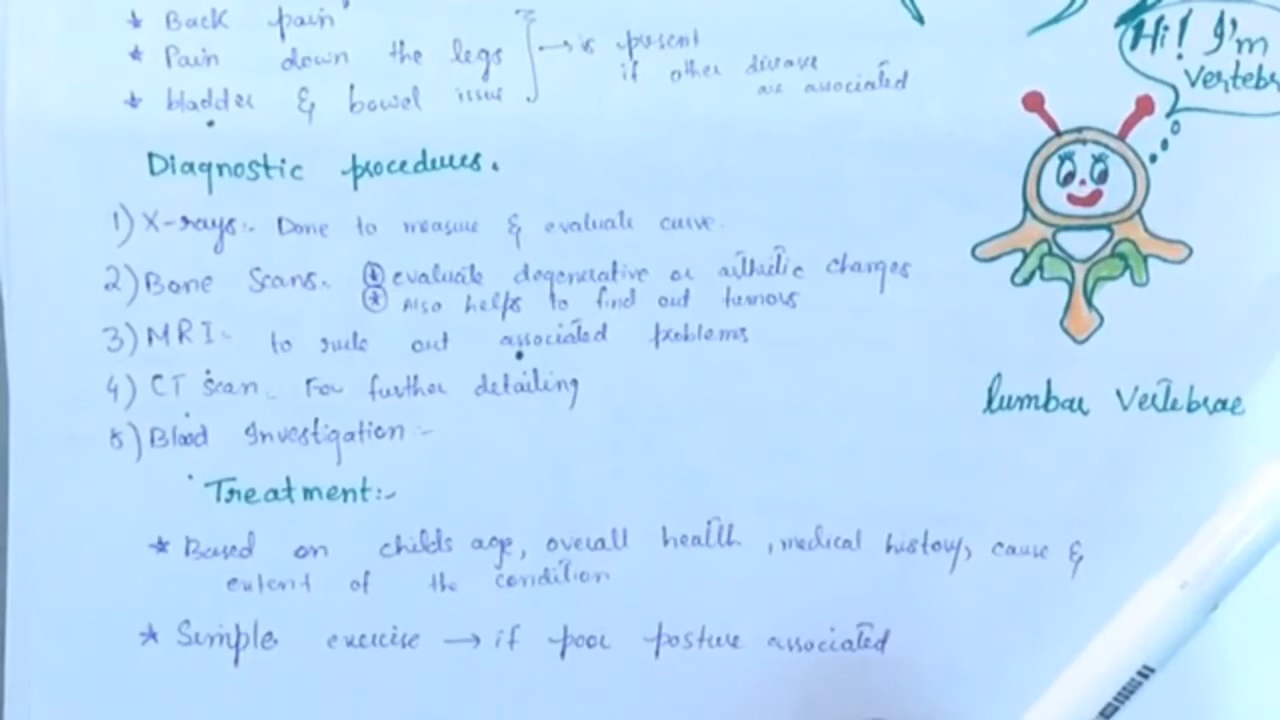 * Back pain
* Pain down the legs → is present
if other disease
* bladder & bowel issue
are associated
Hi! I'm
Vertebr
Diagnostic procedures.
1) X-rays:- Done to measure & evaluate curve.
2) Bone Scans:- * evaluate degenerative or arthritic changes
* Also helps to find out tumors
3) MRI:- to rule out associated problems
4) CT scan:- For further detailing
5) Blood Investigation:-
lumbar Vertebrae
Treatment:-
* Based on childs age, overall health, medical history, cause &
extent of the condition
* Simple exercise → if poor posture associated